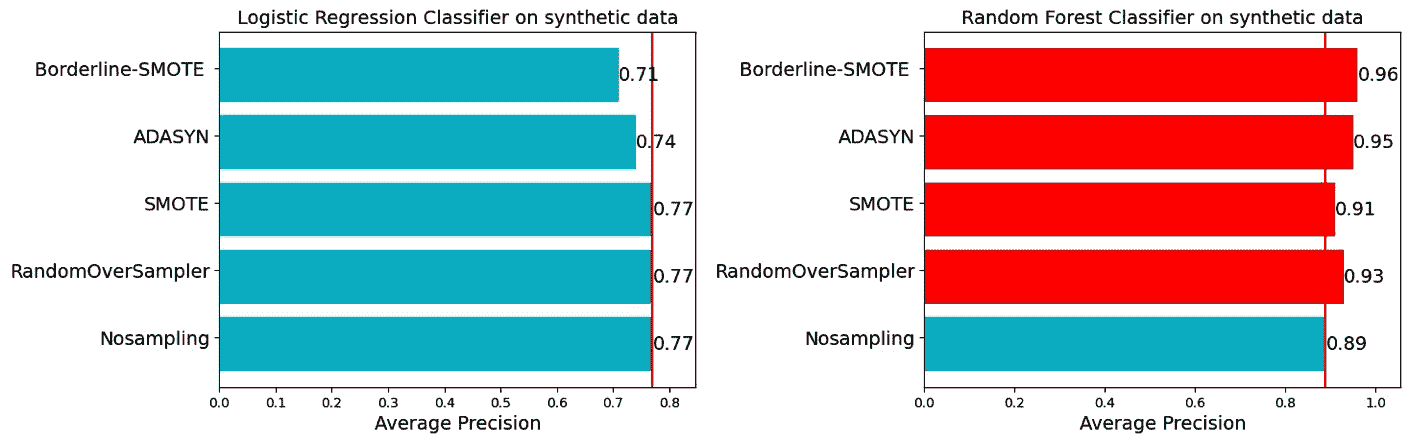 Logistic Regression Classifier on synthetic data
Borderline-SMOTE
0.71
ADASYN
0.74
SMOTE
0.77
RandomOverSampler
0.77
Nosampling
0.77
0.0 0.1 0.2 0.3 0.4 0.5 0.6 0.7 0.8
Average Precision
Random Forest Classifier on synthetic data
Borderline-SMOTE
0.96
ADASYN
0.95
SMOTE
0.91
RandomOverSampler
0.93
Nosampling
0.89
0.0 0.2 0.4 0.6 0.8 1.0
Average Precision